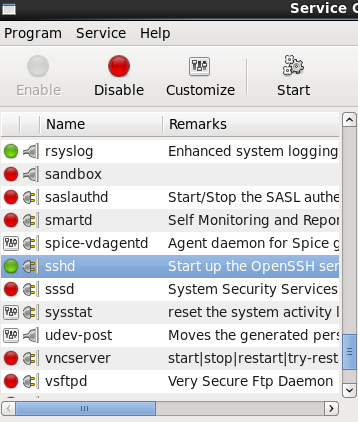 Service C
Program Service Help
Enable Disable Customize Start
Name Remarks
rsyslog Enhanced system logging
sandbox
saslauthd Start/Stop the SASL authe
smartd Self Monitoring and Repor
spice-vdagentd Agent daemon for Spice g
sshd Start up the OpenSSH ser
sssd System Security Services
sysstat reset the system activity l
udev-post Moves the generated pers
vncserver start|stop|restart|try-rest
vsftpd Very Secure Ftp Daemon